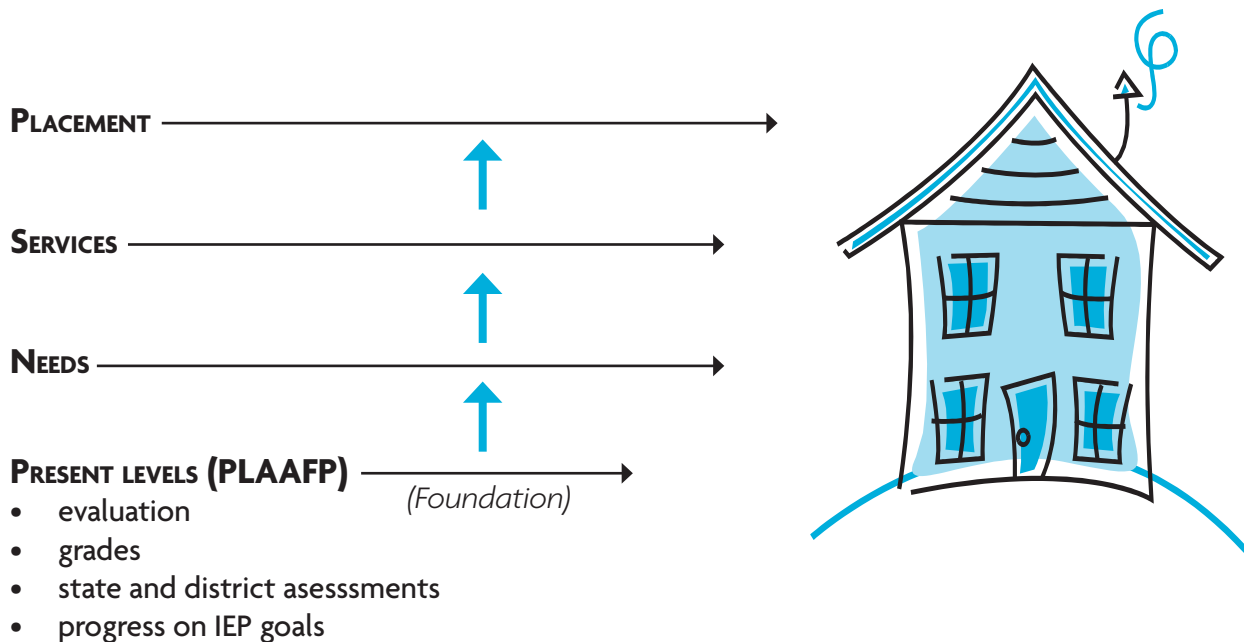 PLACEMENT
SERVICES
NEEDS
PRESENT LEVELS (PLAAFP)
(Foundation)
• evaluation
• grades
• state and district asesssments
• progress on IEP goals